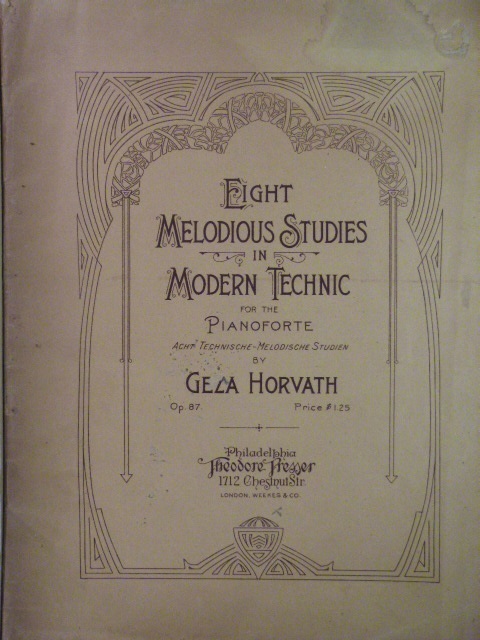 EIGHT
MELODIOUS STUDIES
IN
MODERN TECHNIC
FOR THE
PIANOFORTE
ACHT TECHNISCHE-MELODISCHE STUDIEN
BY
GEZA HORVATH
Op. 87. Price $1.25
Philadelphia
Theodore Presser
1712 Chestnut Str.
LONDON, WEEKES & CO.